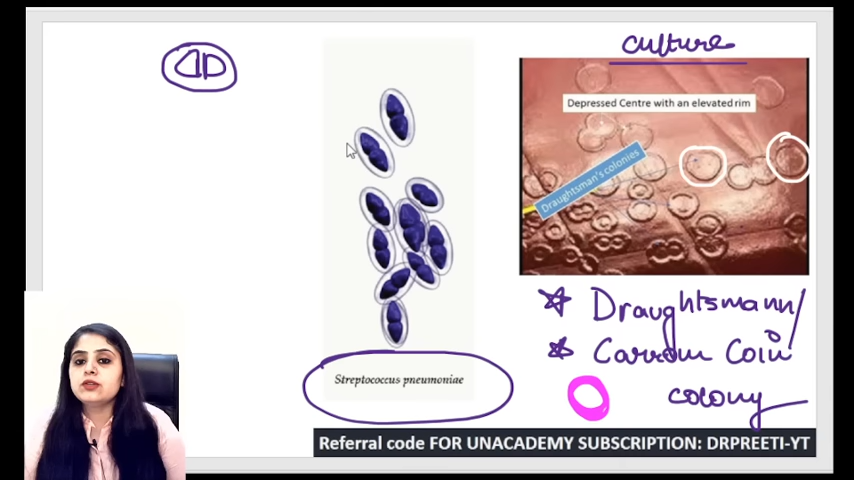 culture
Depressed Centre with an elevated rim
Draughtsman's colonies
Streptococcus pneumoniae
Draughtsmann/
Carrom Coin
colony
Referral code FOR UNACADEMY SUBSCRIPTION: DRPREETI-YT